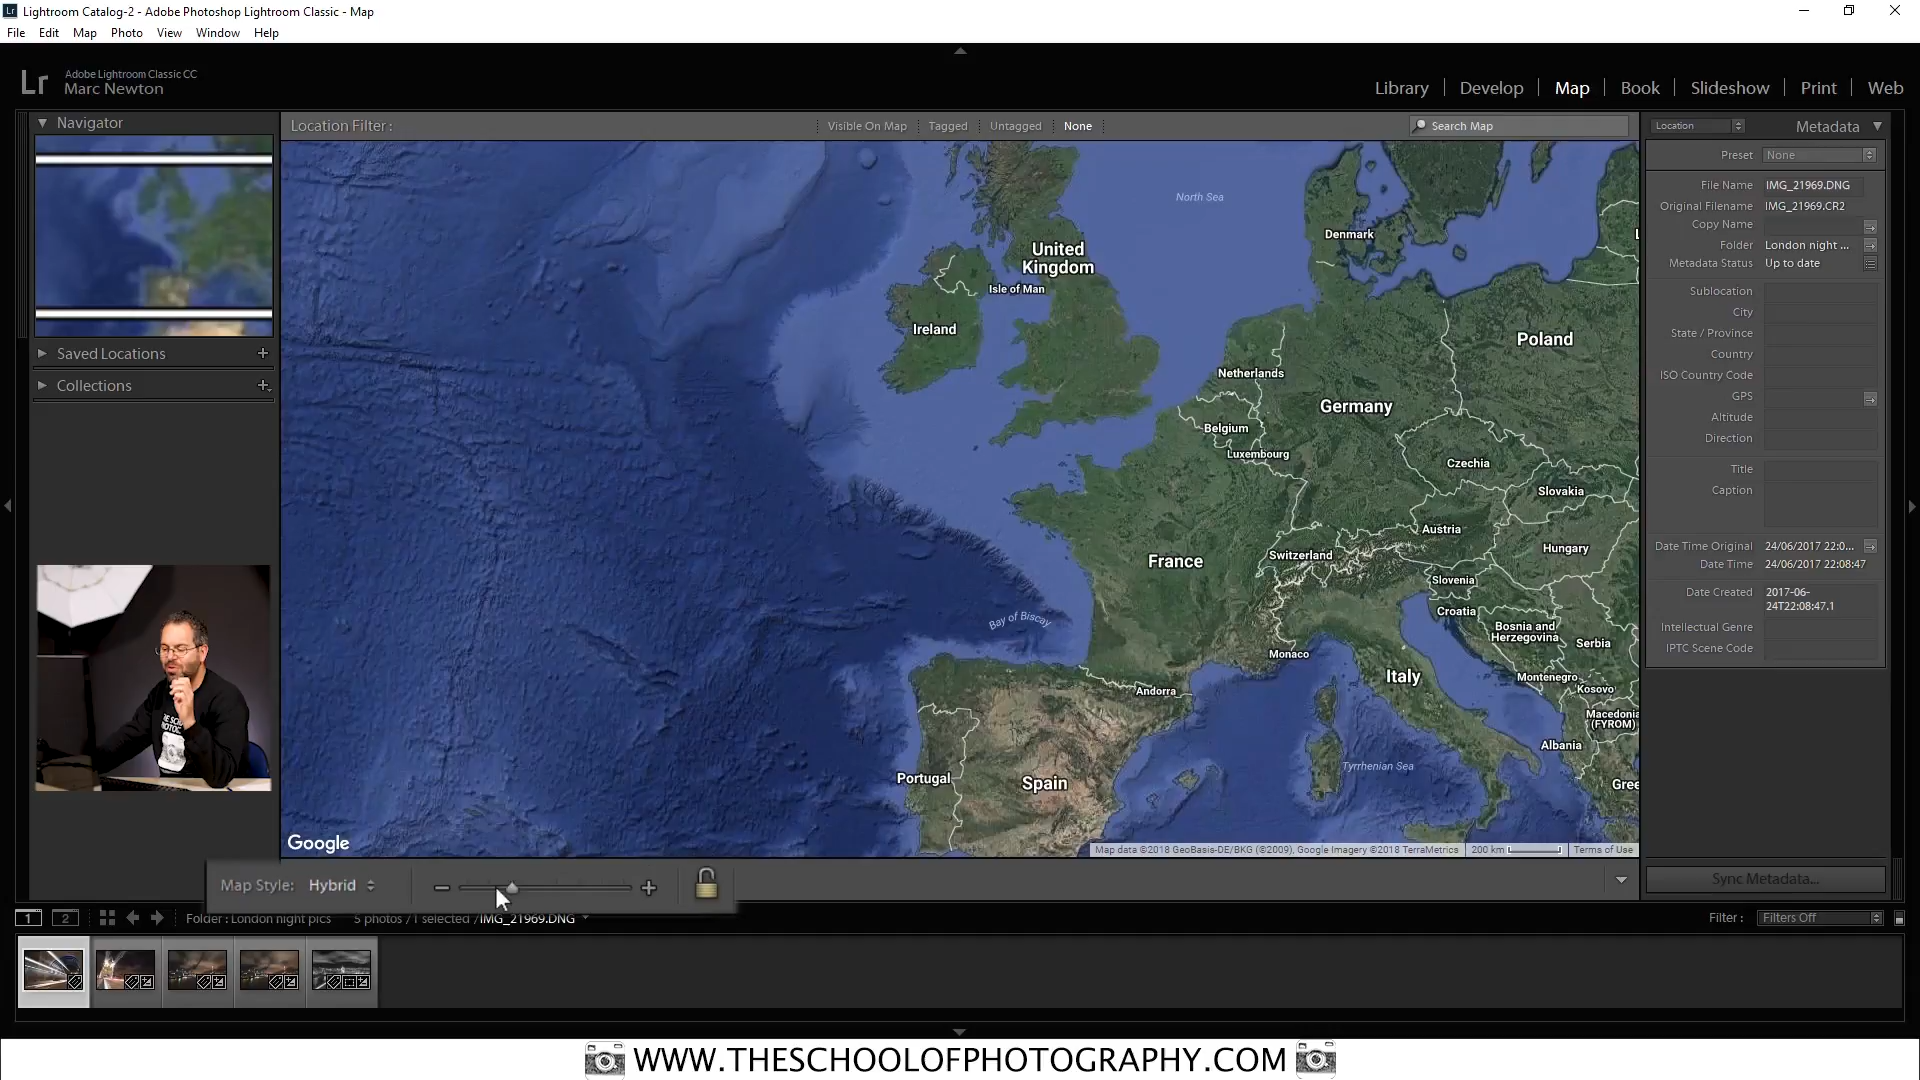 Lightroom Catalog-2 - Adobe Photoshop Lightroom Classic - Map
File Edit Map Photo View Window Help
Lr
Adobe Lightroom Classic CC
Marc Newton
Library Develop Map Book Slideshow Print Web
Navigator
Saved Locations
Collections
Location Filter :
Visible On Map Tagged Untagged None
Search Map
North Sea
Denmark
United
Kingdom
Isle of Man
Ireland
Poland
Netherlands
Germany
Belgium
Luxembourg
Czechia
Slovakia
Austria
Hungary
Switzerland
France
Slovenia
Croatia
Bay of Biscay
Bosnia and
Herzegovina
Serbia
Monaco
Italy
Montenegro
Kosovo
Andorra
Macedonia
(FYROM)
Albania
Tyrrhenian Sea
Portugal
Spain
Gree
Google
Map data ©2018 GeoBasis-DE/BKG (©2009), Google Imagery ©2018 TerraMetrics
200 km
Terms of Use
Location
Metadata
Preset None
File Name IMG_21969.DNG
Original Filename IMG_21969.CR2
Copy Name
Folder London night ...
Metadata Status Up to date
Sublocation
City
State / Province
Country
ISO Country Code
GPS
Altitude
Direction
Title
Caption
Date Time Original 24/06/2017 22:0...
Date Time 24/06/2017 22:08:47
Date Created 2017-06-
24T22:08:47.1
Intellectual Genre
IPTC Scene Code
Sync Metadata...
Map Style: Hybrid
1 2
Folder : London night pics
5 photos / 1 selected / IMG_21969.DNG
Filter : Filters Off
WWW.THESCHOOLOFPHOTOGRAPHY.COM